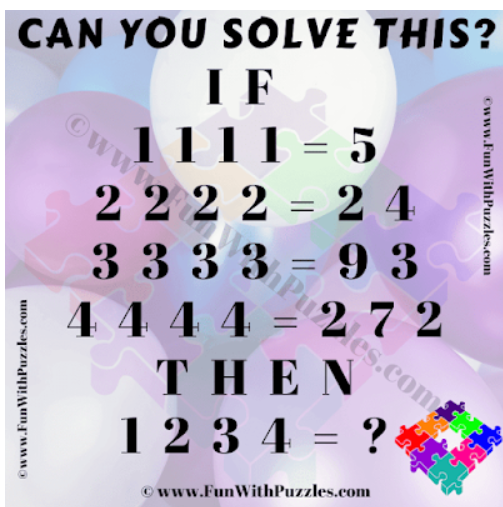 CAN YOU SOLVE THIS?
I F
1 1 1 1 = 5
2 2 2 2 = 2 4
3 3 3 3 = 9 3
4 4 4 4 = 2 7 2
T H E N
1 2 3 4 = ?
© www.FunWithPuzzles.com
© www.FunWithPuzzles.com
© www.FunWithPuzzles.com
© www.FunWithPuzzles.com